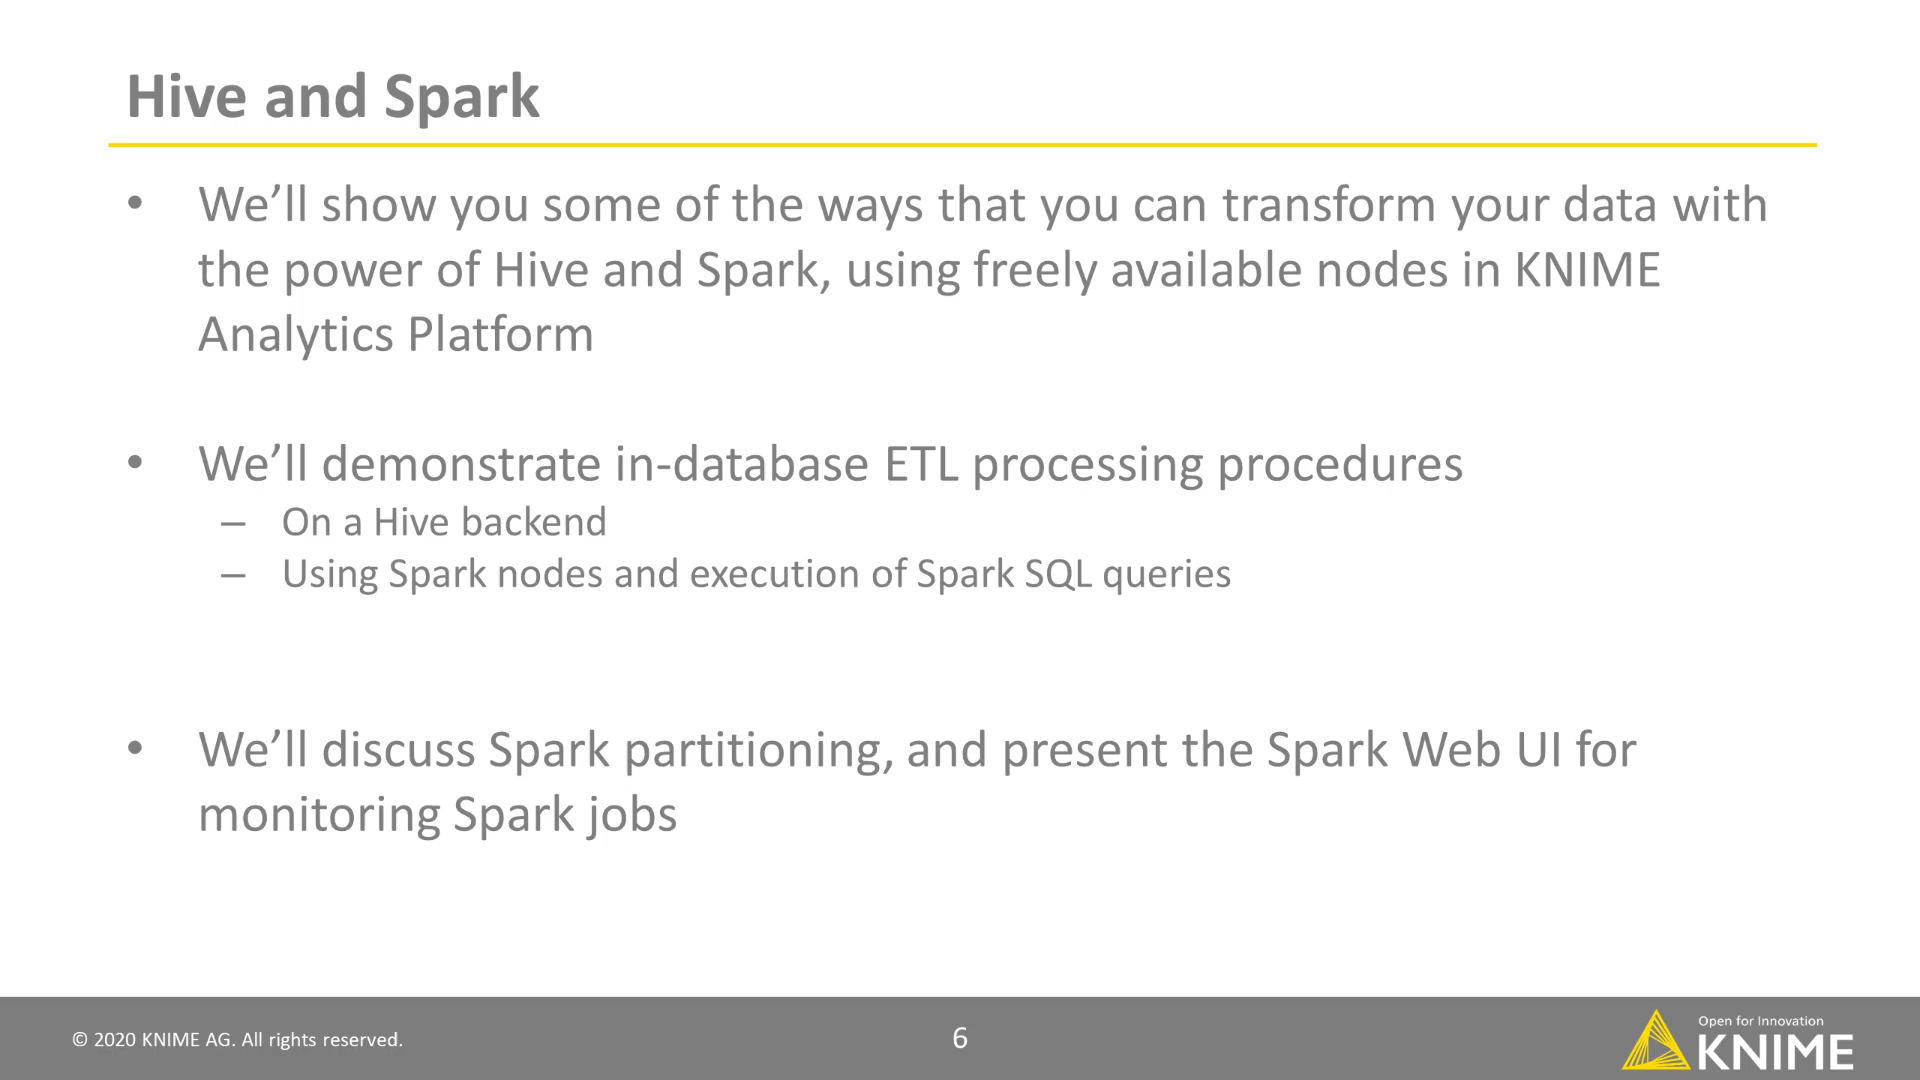 Hive and Spark
• We’ll show you some of the ways that you can transform your data with
the power of Hive and Spark, using freely available nodes in KNIME
Analytics Platform
• We’ll demonstrate in-database ETL processing procedures
– On a Hive backend
– Using Spark nodes and execution of Spark SQL queries
• We’ll discuss Spark partitioning, and present the Spark Web UI for
monitoring Spark jobs
© 2020 KNIME AG. All rights reserved.
6
Open for Innovation
KNIME